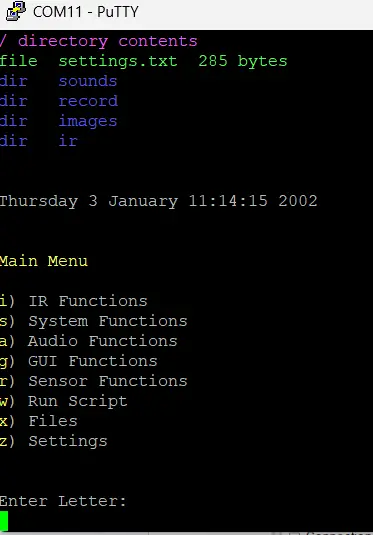 COM11 - PuTTY
/ directory contents
file settings.txt 285 bytes
dir sounds
dir record
dir images
dir ir
Thursday 3 January 11:14:15 2002
Main Menu
i) IR Functions
s) System Functions
a) Audio Functions
g) GUI Functions
r) Sensor Functions
w) Run Script
x) Files
z) Settings
Enter Letter: